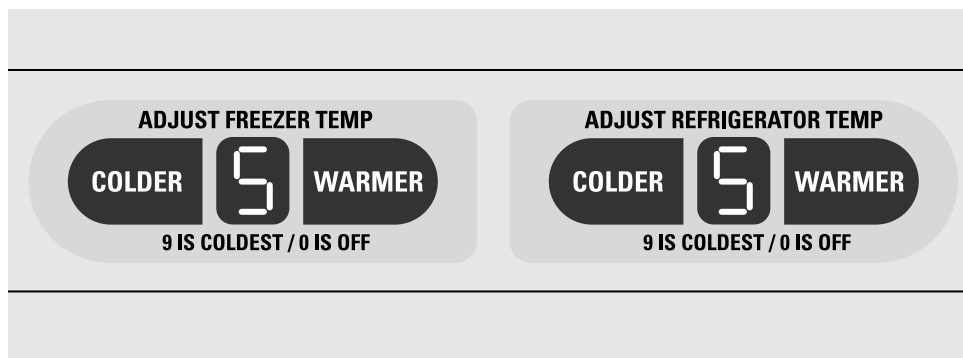 ADJUST FREEZER TEMP
COLDER 5 WARMER
9 IS COLDEST / 0 IS OFF
ADJUST REFRIGERATOR TEMP
COLDER 5 WARMER
9 IS COLDEST / 0 IS OFF